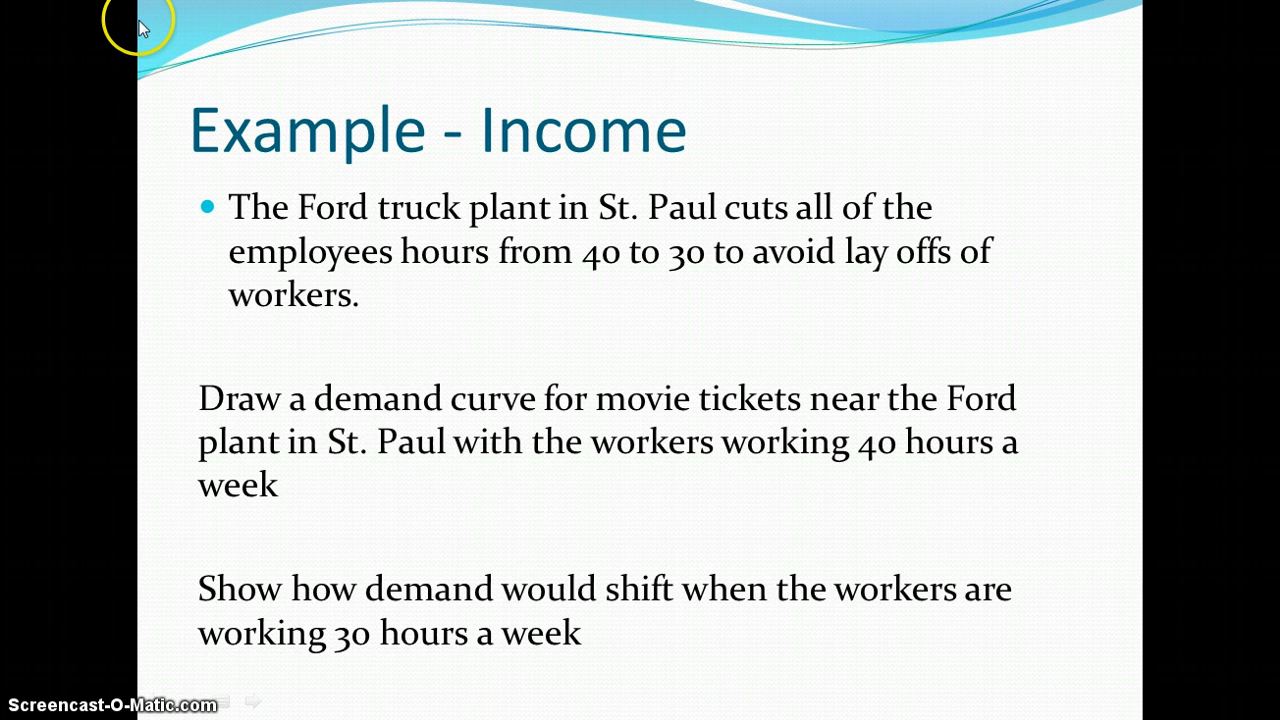 Example - Income
The Ford truck plant in St. Paul cuts all of the
employees hours from 40 to 30 to avoid lay offs of
workers.
Draw a demand curve for movie tickets near the Ford
plant in St. Paul with the workers working 40 hours a
week
Show how demand would shift when the workers are
working 30 hours a week
Screencast-O-Matic.com